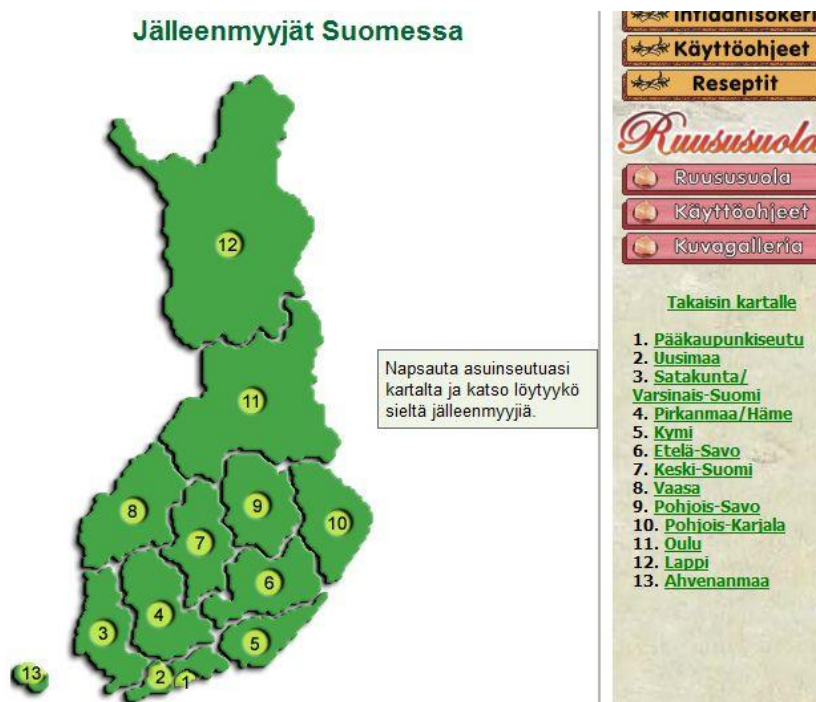 Jälleenmyyjät Suomessa
12
11
8
9
10
7
6
4
3
5
13
2
1
Napsauta asuinseutuasi
kartalta ja katso löytyykö
sieltä jälleenmyyjiä.
Intiaanisokeri
Käyttöohjeet
Reseptit
Ruususuola
Ruususuola
Käyttöohjeet
Kuvagalleria
Takaisin kartalle
1. Pääkaupunkiseutu
2. Uusimaa
3. Satakunta/
Varsinais-Suomi
4. Pirkanmaa/Häme
5. Kymi
6. Etelä-Savo
7. Keski-Suomi
8. Vaasa
9. Pohjois-Savo
10. Pohjois-Karjala
11. Oulu
12. Lappi
13. Ahvenanmaa